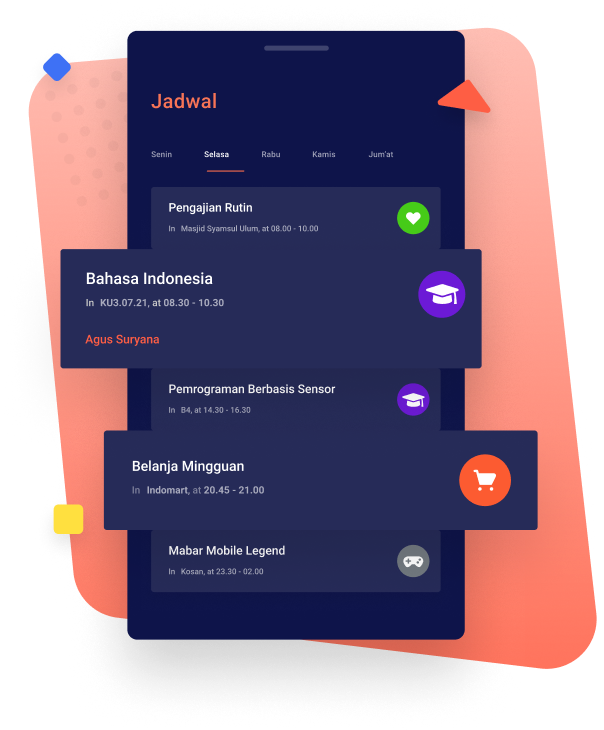 Jadwal
Senin Selasa Rabu Kamis Jum'at
Pengajian Rutin
In Masjid Syamsul Ulum, at 08.00 - 10.00
Bahasa Indonesia
In KU3.07.21, at 08.30 - 10.30
Agus Suryana
Pemrograman Berbasis Sensor
In B4, at 14.30 - 16.30
Belanja Mingguan
In Indomart, at 20.45 - 21.00
Mabar Mobile Legend
In Kosan, at 23.30 - 02.00